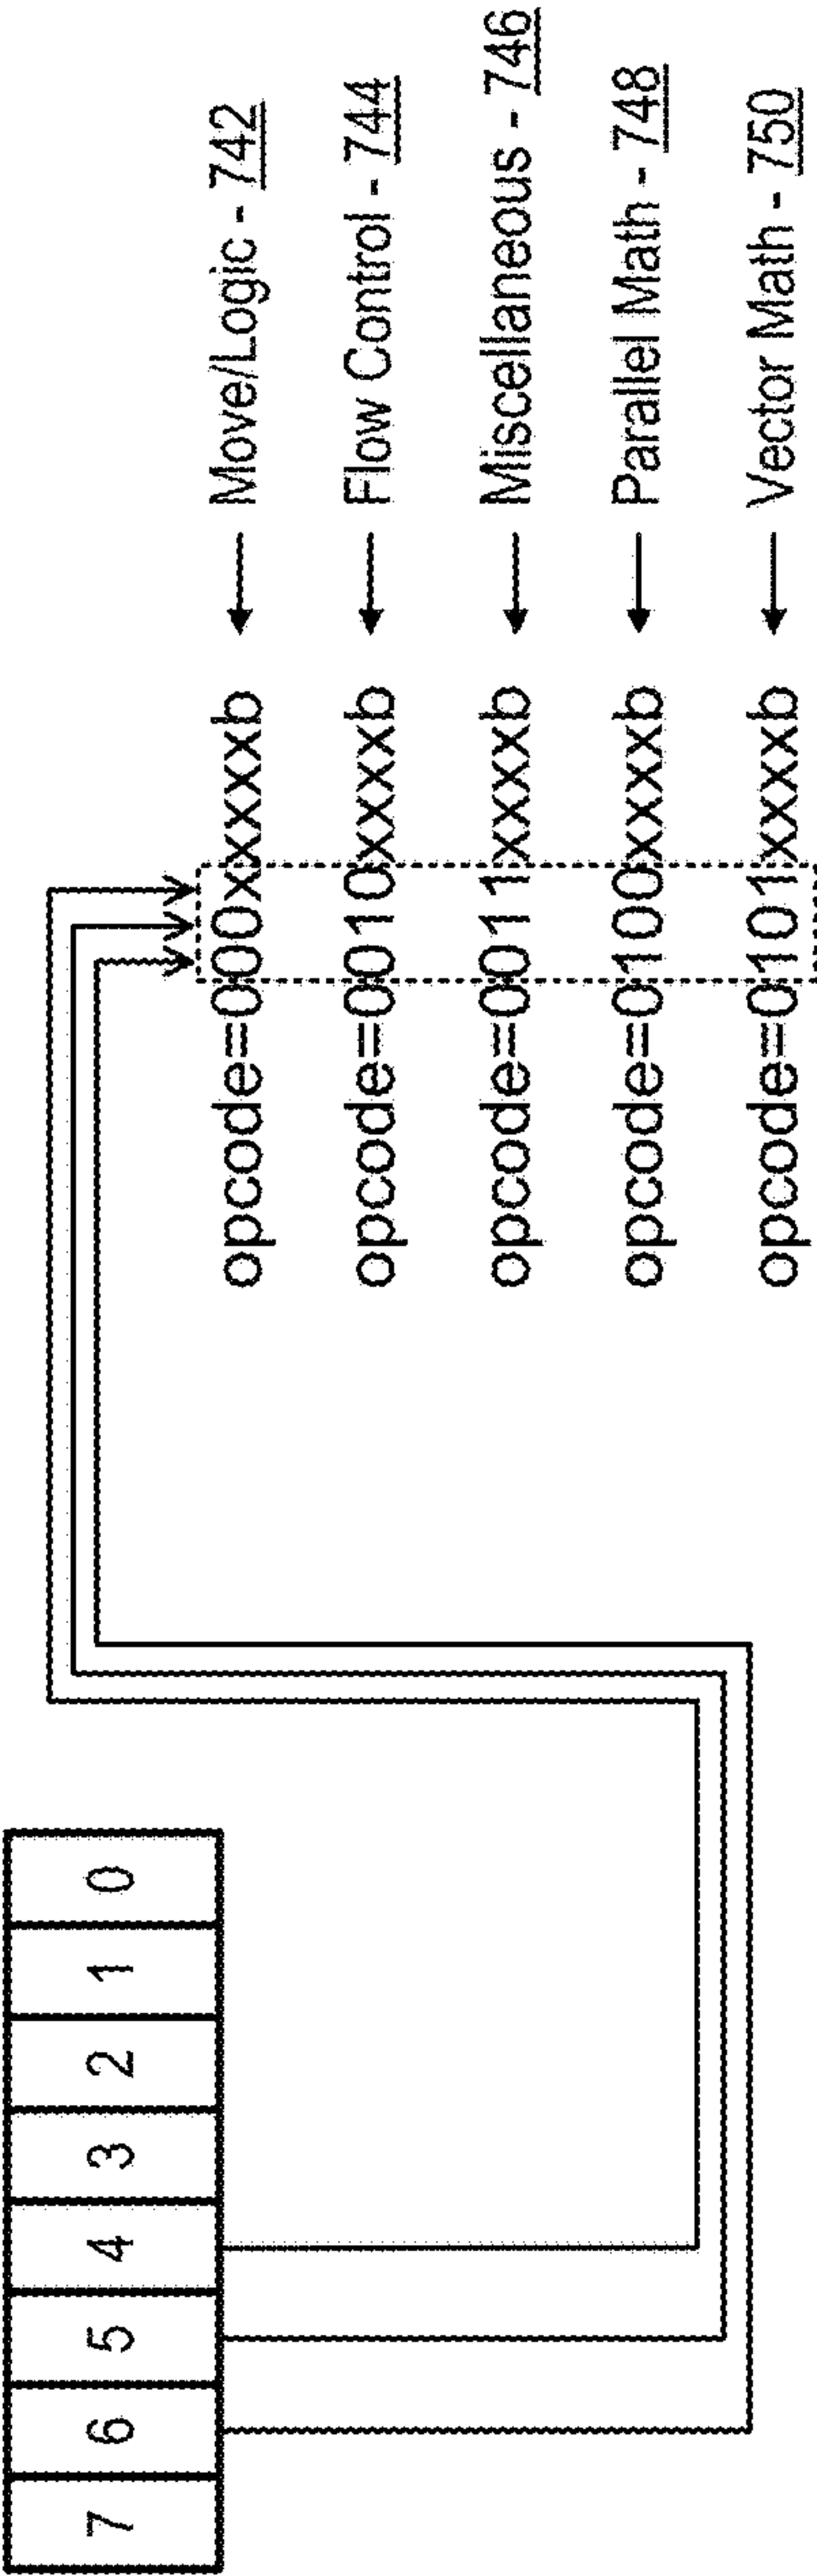 7 6 5 4 3 2 1 0
opcode=000xxxxxb ← Move/Logic - 742
opcode=0010xxxxb ← Flow Control - 744
opcode=0011xxxxb ← Miscellaneous - 746
opcode=0100xxxxb ← Parallel Math - 748
opcode=0101xxxxb ← Vector Math - 750